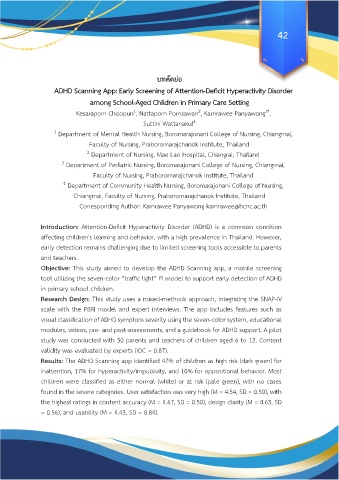 42
บทคัดย่อ
ADHD Scanning App: Early Screening of Attention-Deficit Hyperactivity Disorder
among School-Aged Children in Primary Care Setting
Kesaraporn Choopun¹, Nattaporn Pornsawan², Kannrawee Panyawong³*,
Suttini Wattanakul⁴
¹ Department of Mental Health Nursing, Boromarajonani College of Nursing, Chiangmai,
Faculty of Nursing, Praboromarajchanok Institute, Thailand
² Department of Nursing, Mae Lao Hospital, Chiangrai, Thailand
³ Department of Pediatric Nursing, Boromarajonani College of Nursing, Chiangmai,
Faculty of Nursing, Praboromarajchanok Institute, Thailand
⁴ Department of Community Health Nursing, Boromarajonani College of Nursing,
Chiangmai, Faculty of Nursing, Praboromarajchanok Institute, Thailand
Corresponding Author: Kannrawee Panyawong kannrawee@bcnc.ac.th
Introduction: Attention-Deficit Hyperactivity Disorder (ADHD) is a common condition
affecting children's learning and behavior, with a high prevalence in Thailand. However,
early detection remains challenging due to limited screening tools accessible to parents
and teachers.
Objective: This study aimed to develop the ADHD Scanning app, a mobile screening
tool utilizing the seven-color "traffic light" PI model to support early detection of ADHD
in primary school children.
Research Design: This study uses a mixed-methods approach, integrating the SNAP-IV
scale with the PBRI model and expert interviews. The app includes features such as
visual classification of ADHD symptom severity using the seven-color system, educational
modules, videos, pre- and post-assessments, and a guidebook for ADHD support. A pilot
study was conducted with 30 parents and teachers of children aged 6 to 12. Content
validity was evaluated by experts (IOC = 0.87).
Results: The ADHD Scanning app identified 47% of children as high risk (dark green) for
inattention, 17% for hyperactivity/impulsivity, and 10% for oppositional behavior. Most
children were classified as either normal (white) or at risk (pale green), with no cases
found in the severe categories. User satisfaction was very high (M = 4.54, SD = 0.50), with
the highest ratings in content accuracy (M = 4.67, SD = 0.50), design clarity (M = 4.63, SD
= 0.56), and usability (M = 4.43, SD = 0.84).